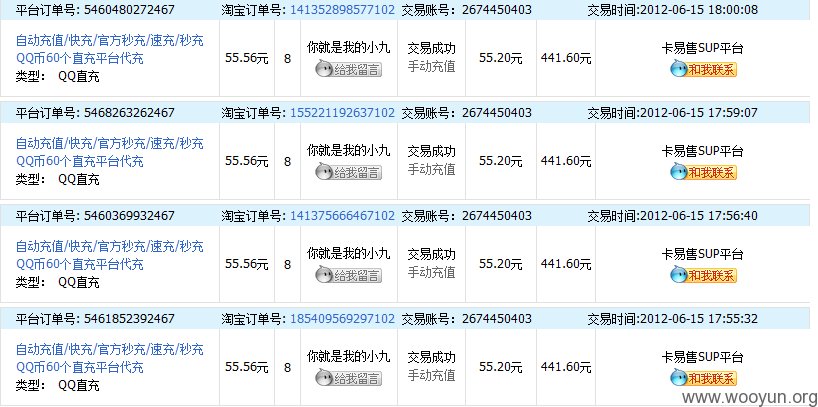 平台订单号: 5460480272467 淘宝订单号: 141352898577102 交易账号：2674450403 交易时间:2012-06-15 18:00:08
自动充值/快充/官方秒充/速充/秒充
QQ币60个直充平台代充
类型： QQ直充
55.56元
8
你就是我的小九
给我留言
交易成功
手动充值
55.20元
441.60元
卡易售SUP平台
和我联系
平台订单号: 5468263262467 淘宝订单号: 155221192637102 交易账号：2674450403 交易时间:2012-06-15 17:59:07
自动充值/快充/官方秒充/速充/秒充
QQ币60个直充平台代充
类型： QQ直充
55.56元
8
你就是我的小九
给我留言
交易成功
手动充值
55.20元
441.60元
卡易售SUP平台
和我联系
平台订单号: 5460369932467 淘宝订单号: 141375666467102 交易账号：2674450403 交易时间:2012-06-15 17:56:40
自动充值/快充/官方秒充/速充/秒充
QQ币60个直充平台代充
类型： QQ直充
55.56元
8
你就是我的小九
给我留言
交易成功
手动充值
55.20元
441.60元
卡易售SUP平台
和我联系
平台订单号: 5461852392467 淘宝订单号: 185409569297102 交易账号：2674450403 交易时间:2012-06-15 17:55:32
自动充值/快充/官方秒充/速充/秒充
QQ币60个直充平台代充
类型： QQ直充
55.56元
8
你就是我的小九
给我留言
交易成功
手动充值
55.20元
441.60元
卡易售SUP平台
和我联系
www.wooyun.org